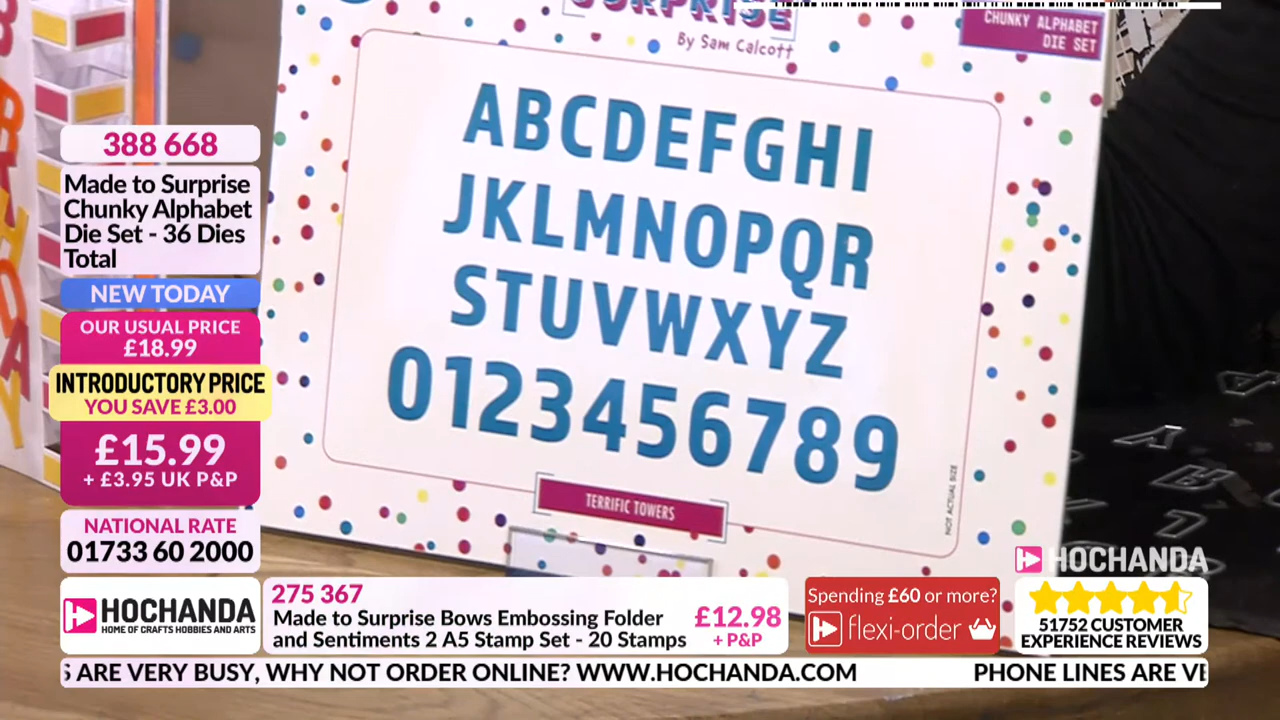 SURPRISE
By Sam Calcott
CHUNKY ALPHABET
DIE SET
ABCDEFGHI
JKLMNOPQR
STUVWXYZ
0123456789
TERRIFIC TOWERS
NOT ACTUAL SIZE
388 668
Made to Surprise
Chunky Alphabet
Die Set - 36 Dies
Total
NEW TODAY
OUR USUAL PRICE
£18.99
INTRODUCTORY PRICE
YOU SAVE £3.00
£15.99
+ £3.95 UK P&P
NATIONAL RATE
01733 60 2000
HOCHANDA
HOCHANDA
HOME OF CRAFTS HOBBIES AND ARTS
275 367
Made to Surprise Bows Embossing Folder
and Sentiments 2 A5 Stamp Set - 20 Stamps
£12.98
+ P&P
Spending £60 or more?
flexi-order
51752 CUSTOMER
EXPERIENCE REVIEWS
S ARE VERY BUSY, WHY NOT ORDER ONLINE? WWW.HOCHANDA.COM PHONE LINES ARE VE